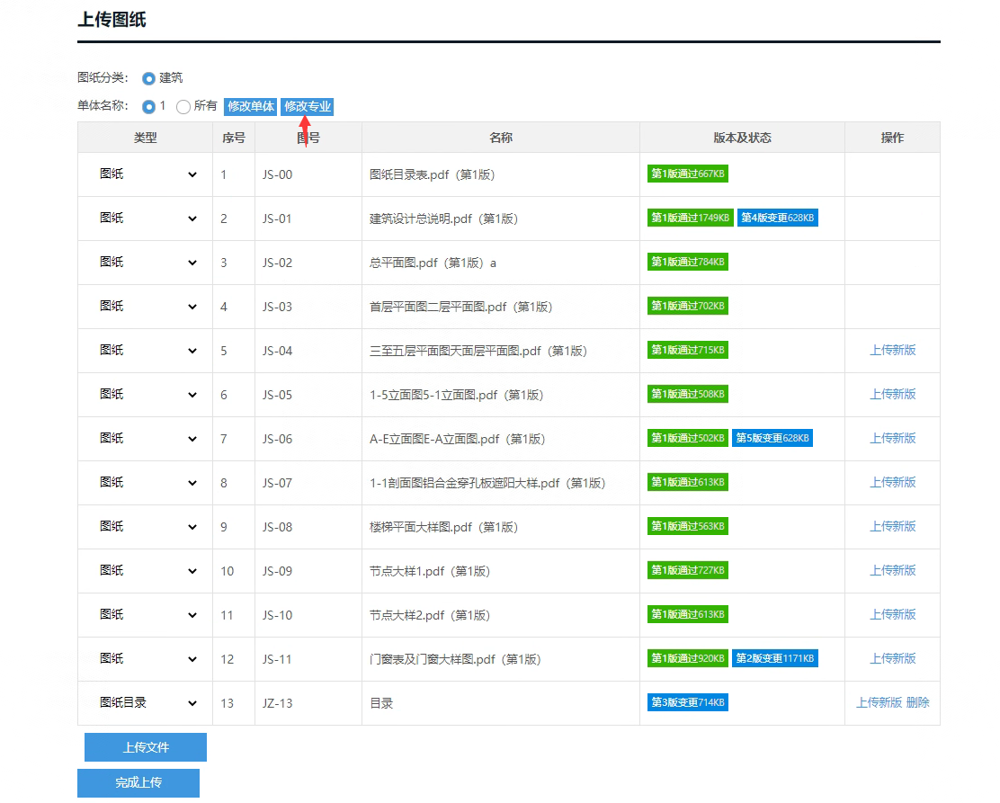 上传图纸
图纸分类： 建筑
单体名称： 1 所有 修改单体 修改专业
类型 序号 图号 名称 版本及状态 操作
图纸 1 JS-00 图纸目录表.pdf（第1版） 第1版通过667KB
图纸 2 JS-01 建筑设计总说明.pdf（第1版） 第1版通过1749KB 第4版变更628KB
图纸 3 JS-02 总平面图.pdf（第1版）a 第1版通过784KB
图纸 4 JS-03 首层平面图二层平面图.pdf（第1版） 第1版通过702KB
图纸 5 JS-04 三至五层平面图天面层平面图.pdf（第1版） 第1版通过715KB 上传新版
图纸 6 JS-05 1-5立面图5-1立面图.pdf（第1版） 第1版通过508KB 上传新版
图纸 7 JS-06 A-E立面图E-A立面图.pdf（第1版） 第1版通过502KB 第5版变更628KB 上传新版
图纸 8 JS-07 1-1剖面图铝合金穿孔板遮阳大样.pdf（第1版） 第1版通过613KB 上传新版
图纸 9 JS-08 楼梯平面大样图.pdf（第1版） 第1版通过563KB 上传新版
图纸 10 JS-09 节点大样1.pdf（第1版） 第1版通过727KB 上传新版
图纸 11 JS-10 节点大样2.pdf（第1版） 第1版通过613KB 上传新版
图纸 12 JS-11 门窗表及门窗大样图.pdf（第1版） 第1版通过920KB 第2版变更1171KB 上传新版
图纸目录 13 JZ-13 目录 第3版变更714KB 上传新版 删除
上传文件
完成上传